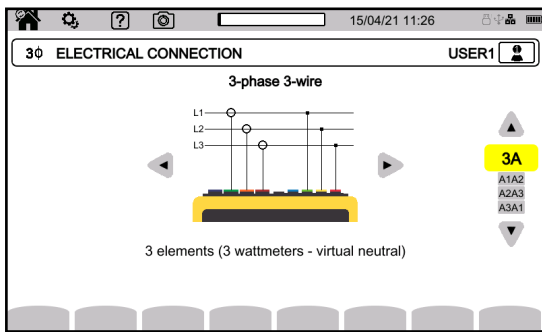 15/04/21 11:26
3φ ELECTRICAL CONNECTION USER1
3-phase 3-wire
L1
L2
L3
3A
A1A2
A2A3
A3A1
3 elements (3 wattmeters - virtual neutral)